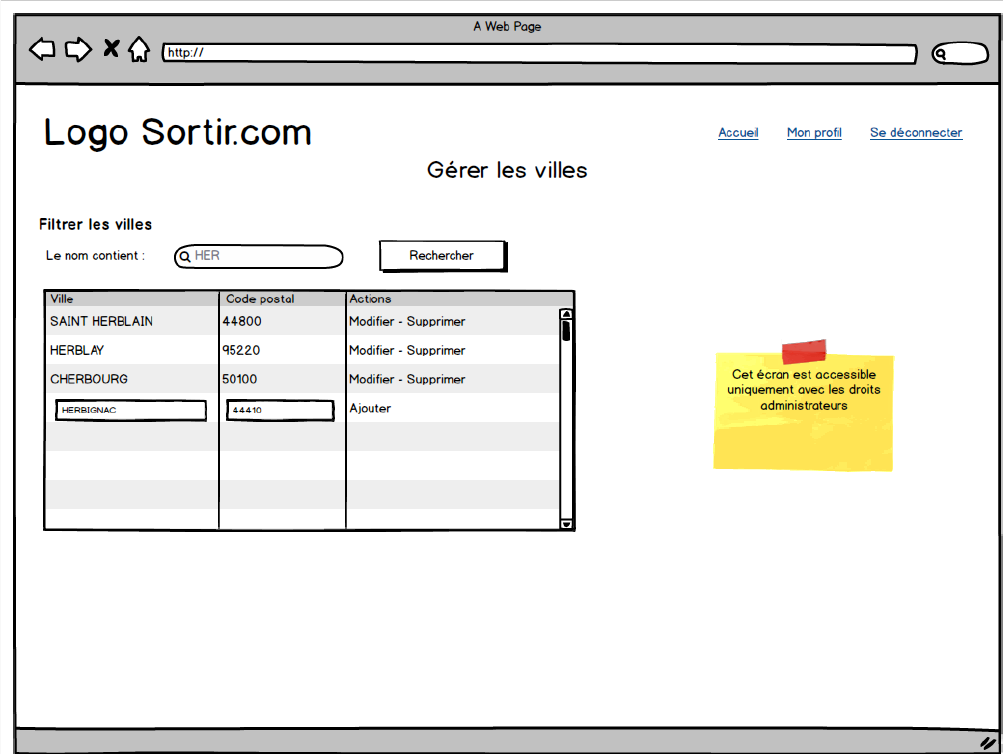 A Web Page
http://
Logo Sortir.com
Accueil Mon profil Se déconnecter
Gérer les villes
Filtrer les villes
Le nom contient : HER Rechercher
Ville Code postal Actions
SAINT HERBLAIN 44800 Modifier - Supprimer
HERBLAY 95220 Modifier - Supprimer
CHERBOURG 50100 Modifier - Supprimer
HERBIGNAC 44410 Ajouter
Cet écran est accessible
uniquement avec les droits
administrateurs